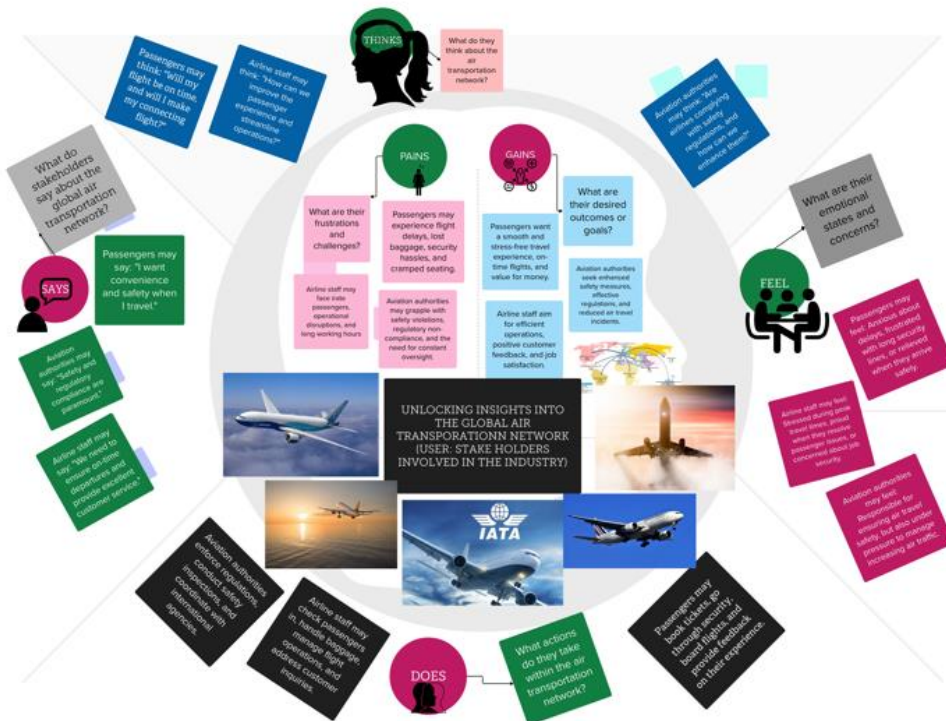 THINKS
What do they
think about the
air
transportation
network?
Passengers may
think: "Will my
flight be on time,
and will I make
my connecting
flight?"
Airline staff may
think: "How can we
improve the
passenger
experience and
streamline
operations?"
Aviation authorities
may think: "Are
airlines complying
with safety
regulations, and
how can we
enhance them?"
What do
stakeholders
say about the
global air
transportation
network?
SAYS
Passengers may
say: "I want
convenience
and safety when
I travel."
Aviation
authorities may
say: "Safety and
regulatory
compliance are
paramount."
Airline staff may
say: "We need to
ensure on-time
departures and
provide excellent
customer service."
PAINS
What are their
frustrations
and
challenges?
Passengers may
experience flight
delays, lost
baggage, security
hassles, and
cramped seating.
Airline staff may
face irate
passengers,
operational
disruptions, and
long working hours
Aviation authorities
may grapple with
safety violations,
regulatory non-
compliance, and
the need for constant
oversight.
GAINS
What are
their desired
outcomes or
goals?
Passengers want
a smooth and
stress-free travel
experience, on-
time flights, and
value for money.
Aviation authorities
seek enhanced
safety measures,
effective
regulations, and
reduced air travel
incidents.
Airline staff aim
for efficient
operations,
positive customer
feedback, and job
satisfaction.
What are their
emotional
states and
concerns?
FEEL
Passengers may
feel: Anxious about
delays, frustrated
with long security
lines, or relieved
when they arrive
safely.
Airline staff may feel:
Stressed during peak
travel times, proud
when they resolve
passenger issues, or
concerned about job
security.
Aviation authorities
may feel:
Responsible for
ensuring air travel
safety, but also under
pressure to manage
increasing air traffic.
UNLOCKING INSIGHTS INTO
THE GLOBAL AIR
TRANSPORATIONN NETWORK
(USER: STAKE HOLDERS
INVOLVED IN THE INDUSTRY)
IATA
Aviation authorities
enforce regulations,
conduct safety
inspections, and
coordinate with
international
agencies.
Airline staff may
check passengers
in, handle baggage,
manage flight
operations, and
address customer
inquiries.
DOES
What actions
do they take
within the air
transportation
network?
Passengers may
book tickets, go
through security,
board flights, and
provide feedback
on their experience.